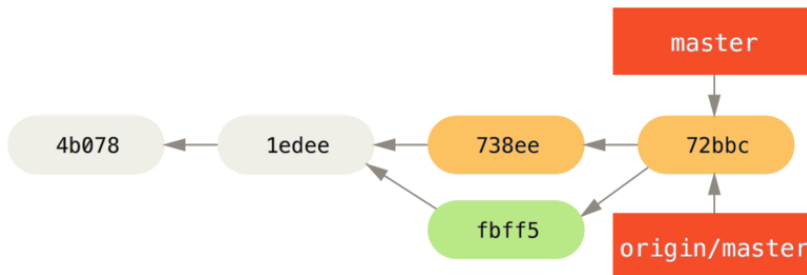 master
4b078
1edee
738ee
72bbc
fbff5
origin/master